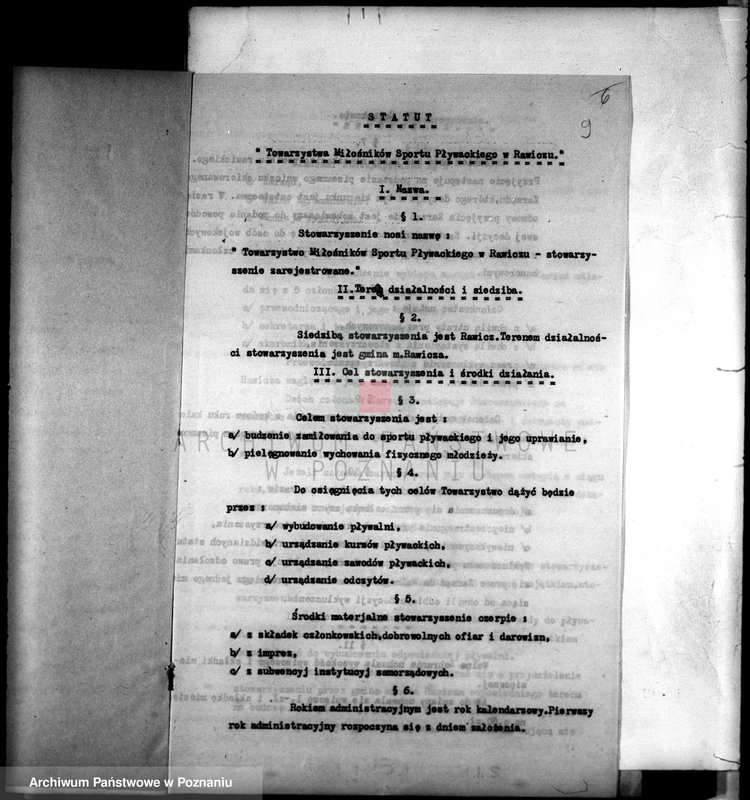 6
9
STATUT
" Towarzystwa Miłośników Sportu Pływackiego w Rawiczu."
I. Nazwa.
§ 1.
Stowarzyszenie nosi nazwę :
" Towarzystwo Miłośników Sportu Pływackiego w Rawiczu - stowarzy-
szenie zarejestrowane."
II.Teren działalności i siedziba.
§ 2.
Siedzibą stowarzyszenia jest Rawicz.Terenem działalnoś-
ci stowarzyszenia jest gmina m.Rawicza.
III. Cel stowarzyszenia i środki działania.
§ 3.
Celem stowarzyszenia jest :
a/ budzenie zamiłowania do sportu pływackiego i jego uprawianie,
b/ pielęgnowanie wychowania fizycznego młodzieży.
§ 4.
Do osięgnięcia tych celów Towarzystwo dążyć będzie
przez :
a/ wybudowanie pływalni,
b/ urządzanie kursów pływackich,
c/ urządzanie zawodów pływackich,
d/ urządzanie odczytów.
§ 5.
Środki materjalne stowarzyszenie czerpie :
a/ z składek członkowskich,dobrowolnych ofiar i darowizn,
b/ z imprez,
c/ z subwencyj instytucyj samorządowych.
§ 6.
Rokiem administracyjnym jest rok kalendarzowy.Pierwszy
rok administracyjny rozpoczyna się z dniem założenia.
ARCHIWUM PAŃSTWOWE
W POZNANIU
Archiwum Państwowe w Poznaniu